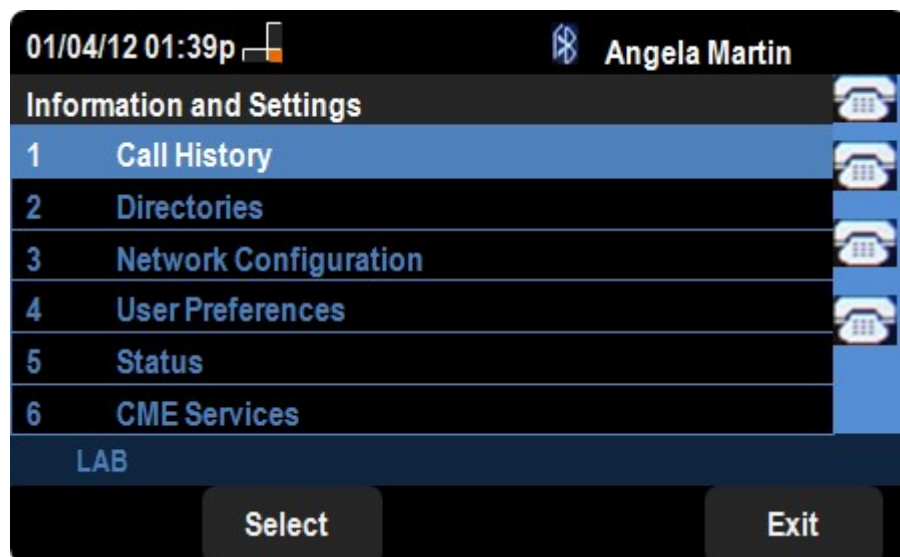 01/04/12 01:39p Angela Martin
Information and Settings
1 Call History
2 Directories
3 Network Configuration
4 User Preferences
5 Status
6 CME Services
LAB
Select Exit